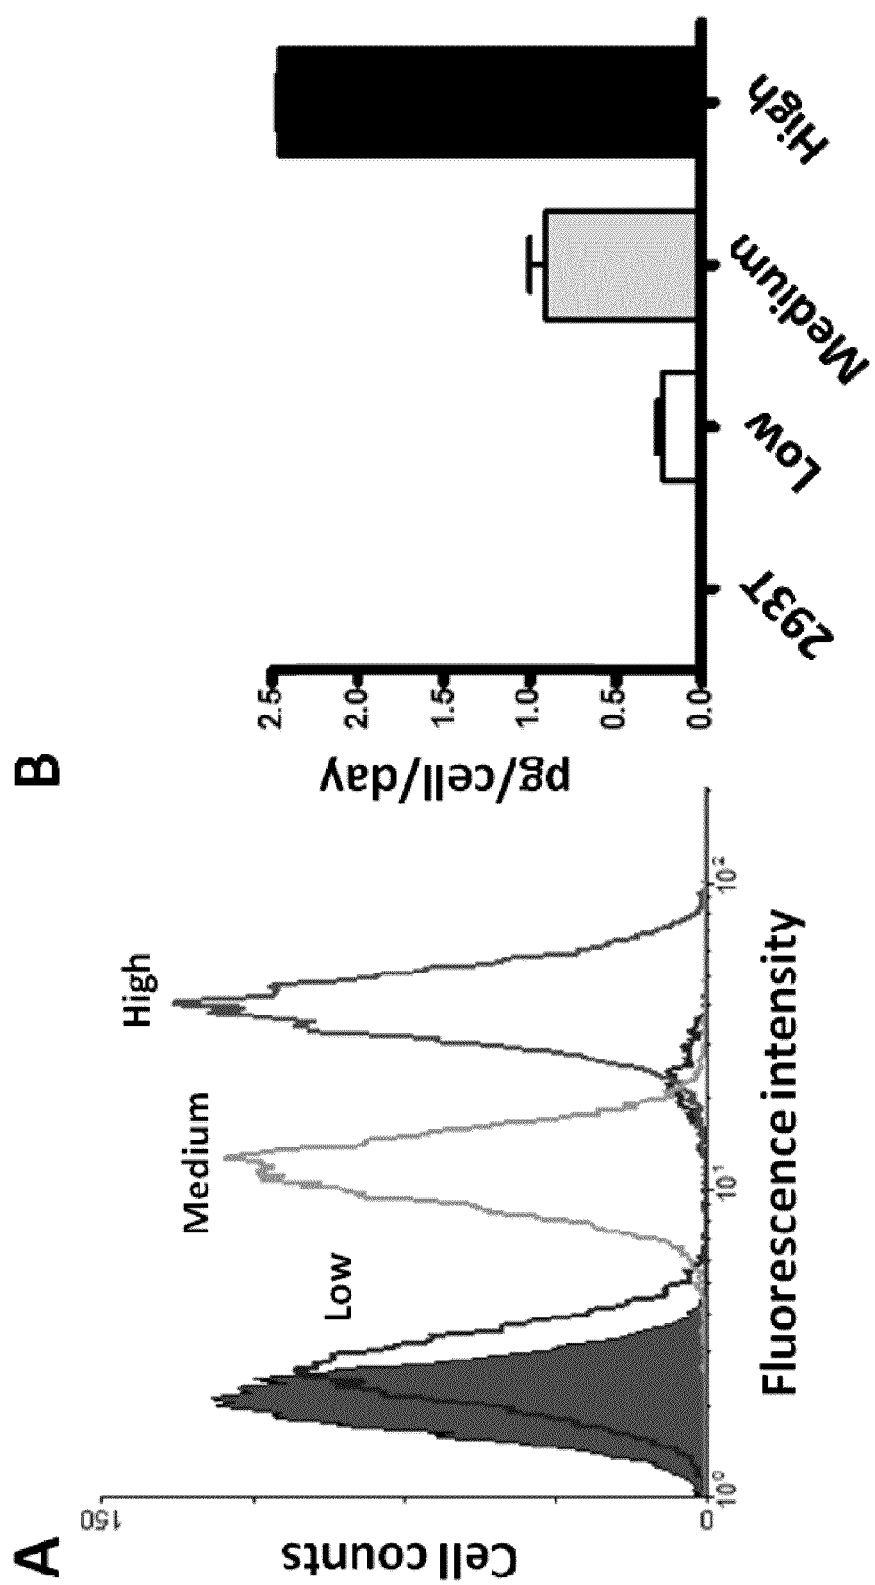 A
Cell counts
150
0
High
Medium
Low
10⁰
10¹
10²
Fluorescence intensity
B
pg/cell/day
2.5
2.0
1.5
1.0
0.5
0.0
293T
Low
Medium
High